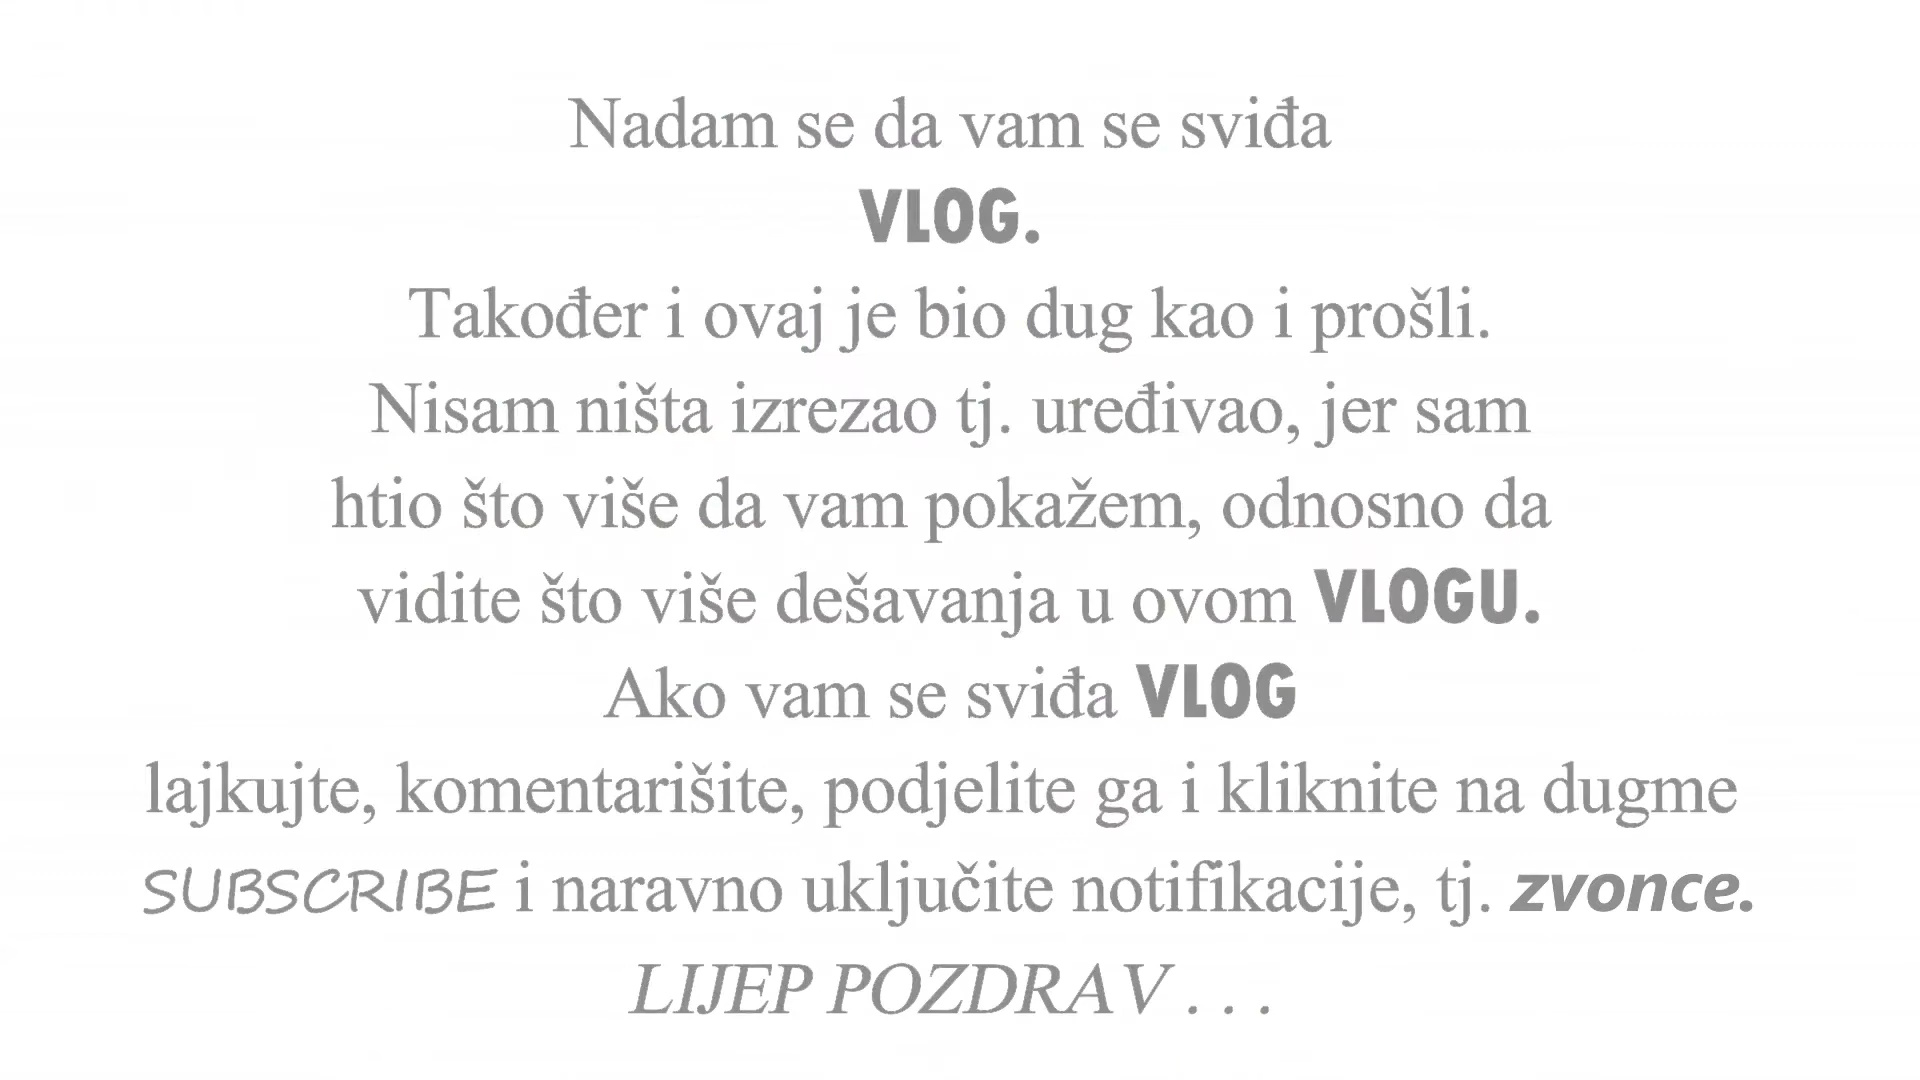 Nadam se da vam se sviđa
VLOG.
Također i ovaj je bio dug kao i prošli.
Nisam ništa izrezao tj. uređivao, jer sam
htio što više da vam pokažem, odnosno da
vidite što više dešavanja u ovom VLOGU.
Ako vam se sviđa VLOG
lajkujte, komentarišite, podjelite ga i kliknite na dugme
SUBSCRIBE i naravno uključite notifikacije, tj. zvonce.
LIJEP POZDRAV . . .